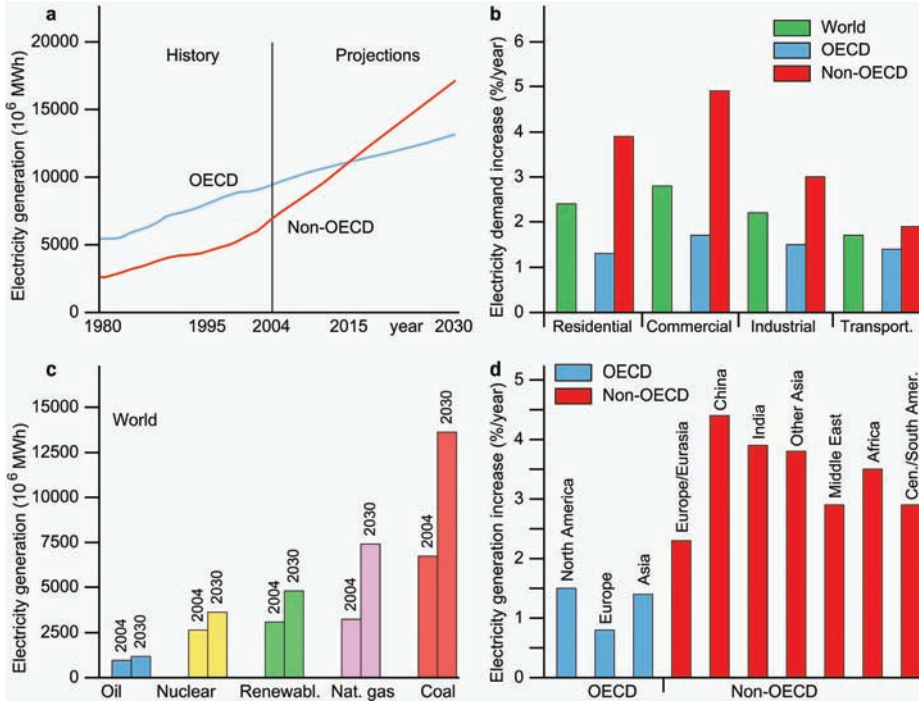 a
Electricity generation (10^6 MWh)
20000
15000
10000
5000
0
History
Projections
OECD
Non-OECD
1980
1995
2004
2015
year
2030
b
Electricity demand increase (%/year)
6
5
4
3
2
1
0
World
OECD
Non-OECD
Residential
Commercial
Industrial
Transport.
c
Electricity generation (10^6 MWh)
15000
12500
10000
7500
5000
2500
0
World
2004
2030
2004
2030
2004
2030
2004
2030
2004
2030
Oil
Nuclear
Renewabl.
Nat. gas
Coal
d
Electricity generation increase (%/year)
5
4
3
2
1
0
OECD
Non-OECD
North America
Europe
Asia
Europe/Eurasia
China
India
Other Asia
Middle East
Africa
Cen./South Amer.
OECD
Non-OECD